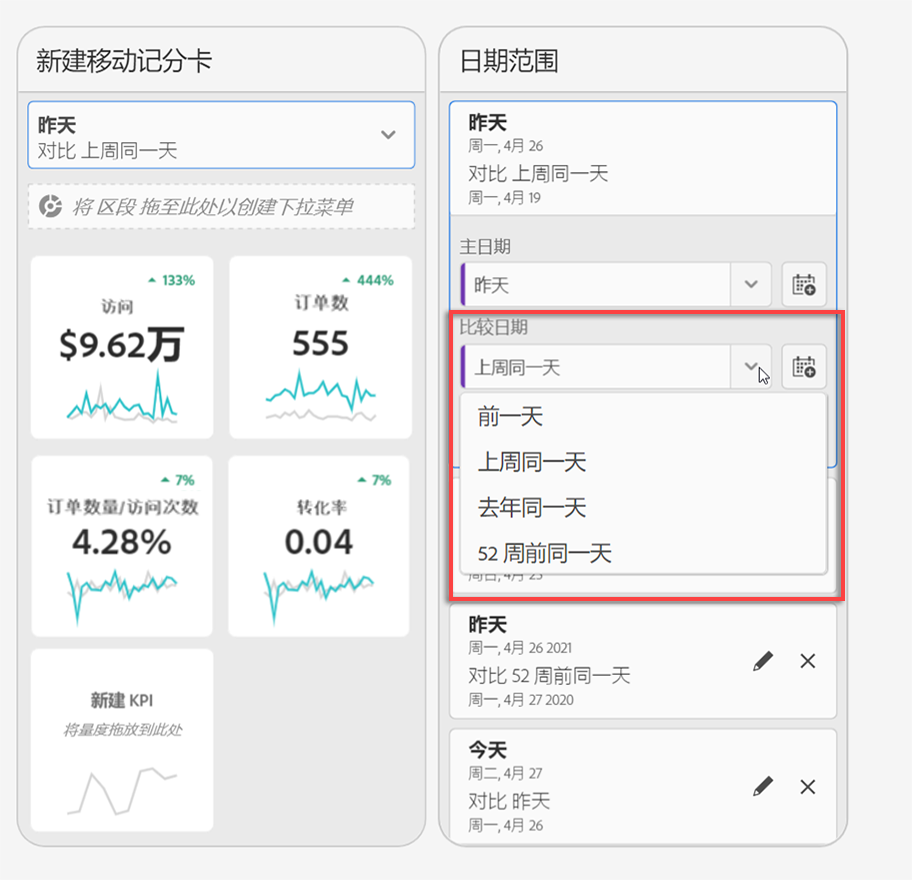 新建移动记分卡
昨天
对比 上周同一天
将 区段 拖至此处以创建下拉菜单
133%
访问
$9.62万
444%
订单数
555
7%
订单数量/访问次数
4.28%
7%
转化率
0.04
新建 KPI
将量度拖放到此处
日期范围
昨天
周一, 4月 26
对比 上周同一天
周一, 4月 19
主日期
昨天
比较日期
上周同一天
前一天
上周同一天
去年同一天
52 周前同一天
周日, 4月 25
昨天
周一, 4月 26 2021
对比 52 周前同一天
周一, 4月 27 2020
今天
周二, 4月 27
对比 昨天
周一, 4月 26